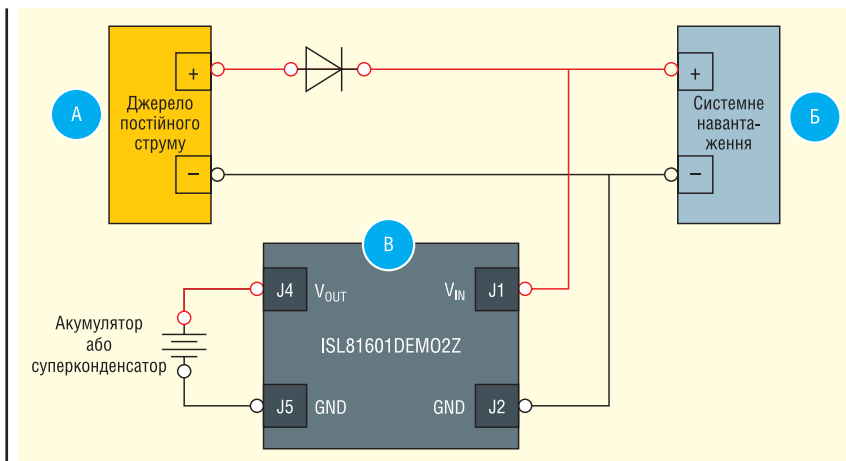 +
+
А
Джерело
постійного
струму
Системне
наванта-
ження
Б
−
−
В
J4
VOUT
VIN
J1
Акумулятор
або
суперконденсатор
ISL81601DEMO2Z
J5
GND
GND
J2